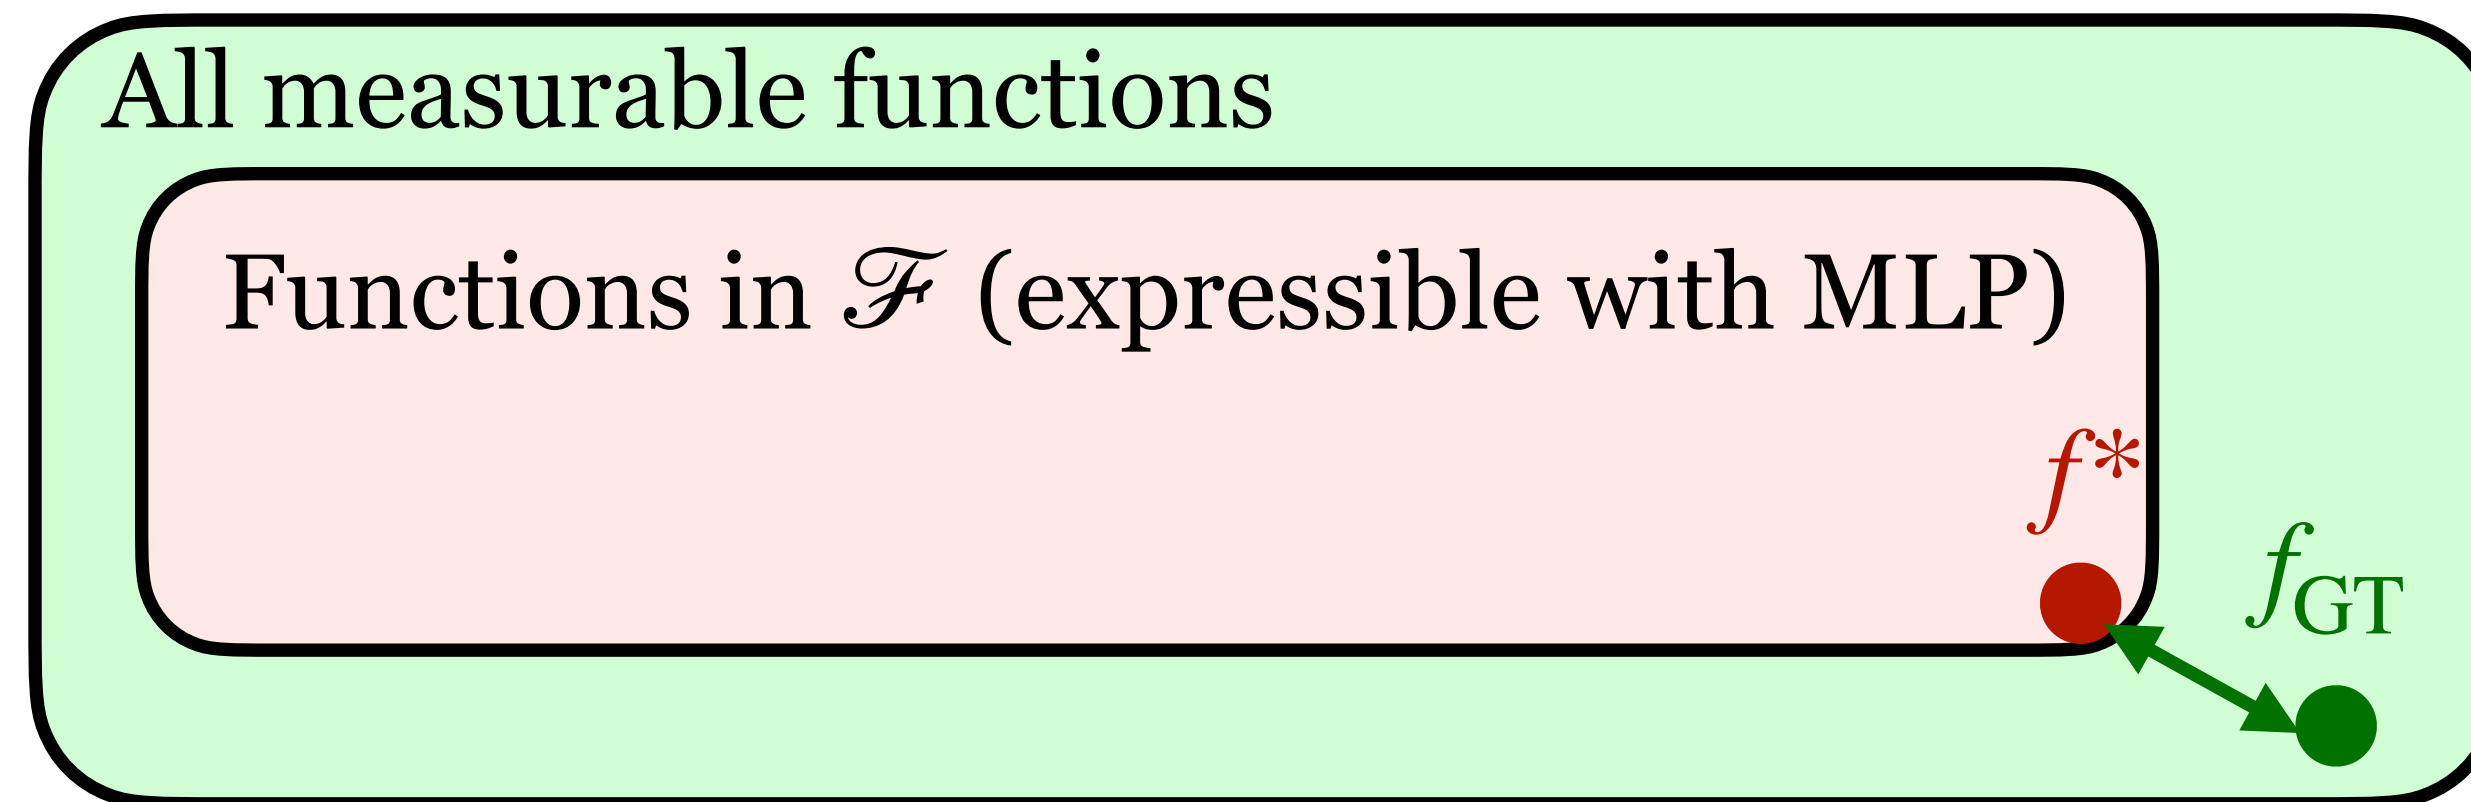 All measurable functions
Functions in ℱ (expressible with MLP)
f*
f_GT